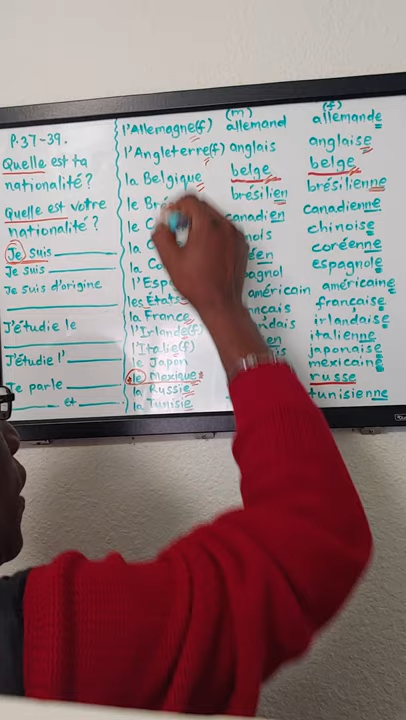 P.37-39.
Quelle est ta
nationalité?
Quelle est votre
nationalité?
Je suis
Je suis
Je suis d'origine
J'étudie le
J'étudie l'
Je parle
et
l'Allemagne(f)
l'Angleterre(f)
la Belgique
le
le
la
la
les États
la France
l'Irlande(f)
l'Italie(f)
le Japon
le Mexique
la Russie
la Tunisie
(m)
allemand
anglais
belge
brésilien
canadien
américain
(f)
allemande
anglaise
belge
brésilienne
canadienne
chinoise
coréenne
espagnole
américaine
française
irlandaise
italienne
japonaise
mexicaine
russe
tunisienne